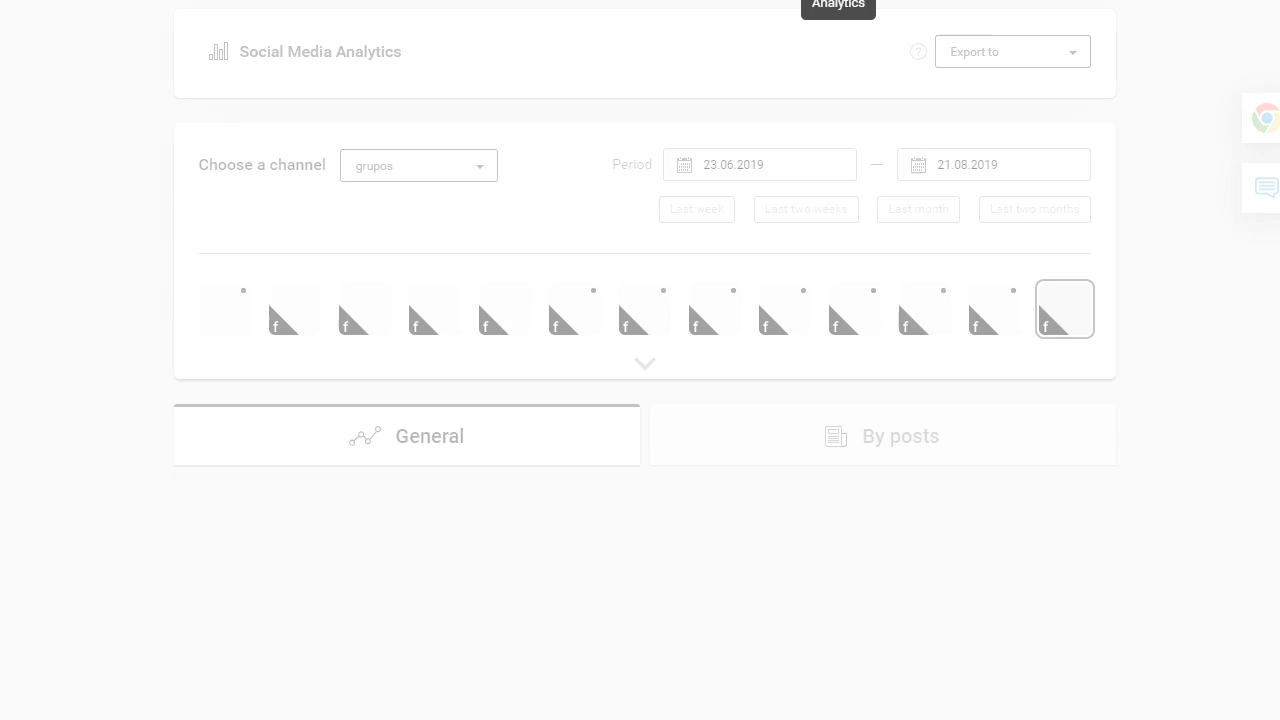 Analytics
Social Media Analytics
?
Export to
Choose a channel
grupos
Period
23.06.2019
—
21.08.2019
Last week
Last two weeks
Last month
Last two months
f f f f f f f f f f f f
General
By posts